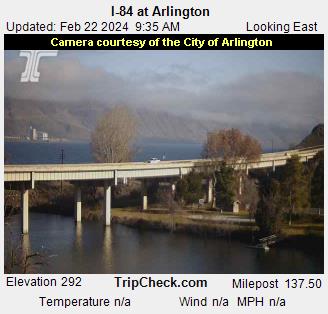 I-84 at Arlington
Updated: Feb 22 2024 9:35 AM Looking East
Camera courtesy of the City of Arlington
Elevation 292 TripCheck.com Milepost 137.50
Temperature n/a Wind n/a MPH n/a